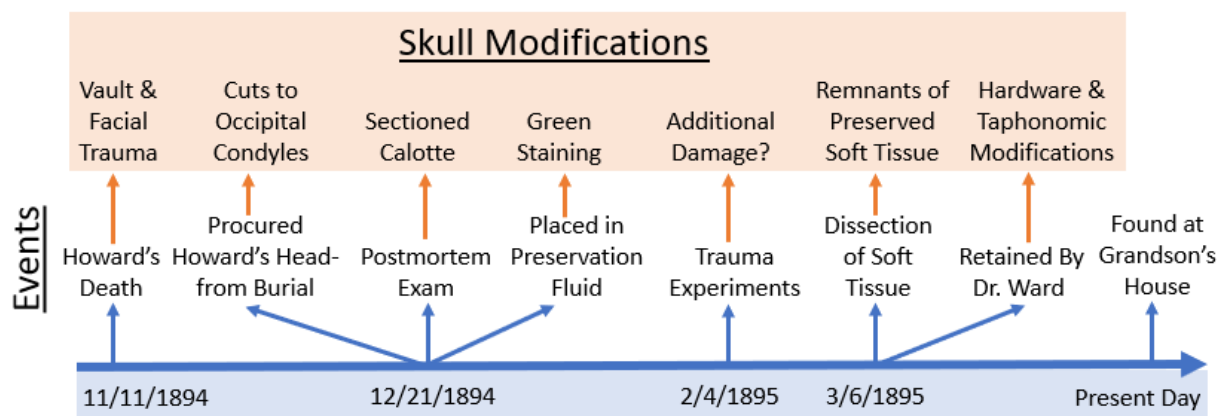 Skull Modifications
Vault &
Facial
Trauma
Cuts to
Occipital
Condyles
Sectioned
Calotte
Green
Staining
Additional
Damage?
Remnants of
Preserved
Soft Tissue
Hardware &
Taphonomic
Modifications
Events
Howard's
Death
Procured
Howard's Head-
from Burial
Postmortem
Exam
Placed in
Preservation
Fluid
Trauma
Experiments
Dissection
of Soft
Tissue
Retained By
Dr. Ward
Found at
Grandson's
House
11/11/1894
12/21/1894
2/4/1895
3/6/1895
Present Day